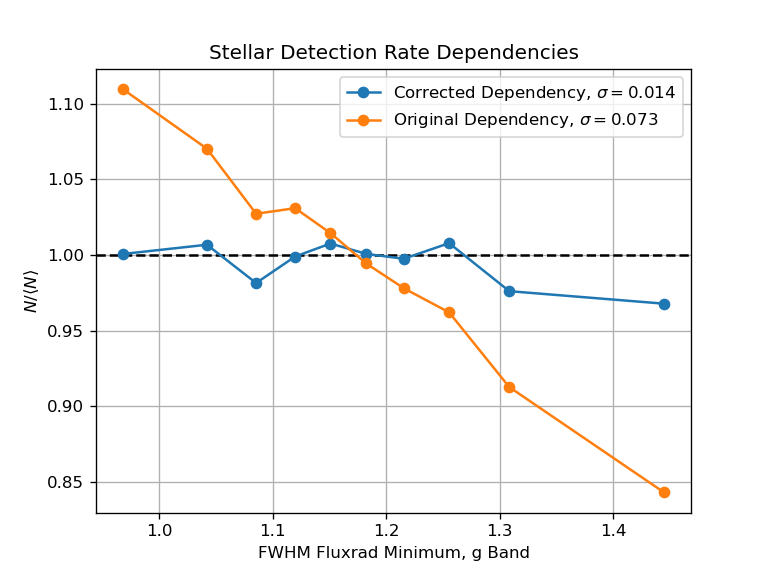 Stellar Detection Rate Dependencies
Corrected Dependency, σ = 0.014
Original Dependency, σ = 0.073
1.10
1.05
1.00
0.95
0.90
0.85
N/⟨N⟩
1.0 1.1 1.2 1.3 1.4
FWHM Fluxrad Minimum, g Band